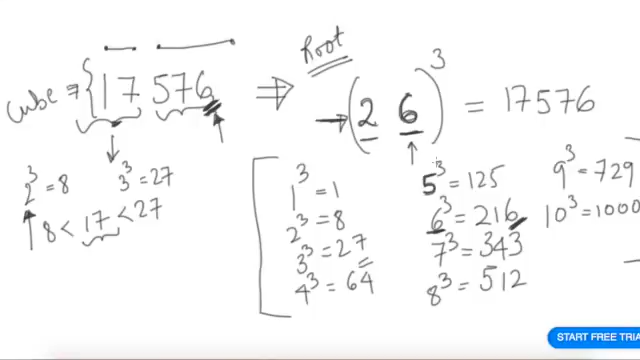 Root
Cube ⇒ { 17 576 ⇒ (2 6)³ = 17576
2³ = 8   3³ = 27
8 < 17 < 27
1³ = 1
2³ = 8
3³ = 27
4³ = 64
5³ = 125
6³ = 216
7³ = 343
8³ = 512
9³ = 729
10³ = 1000
START FREE TRIA